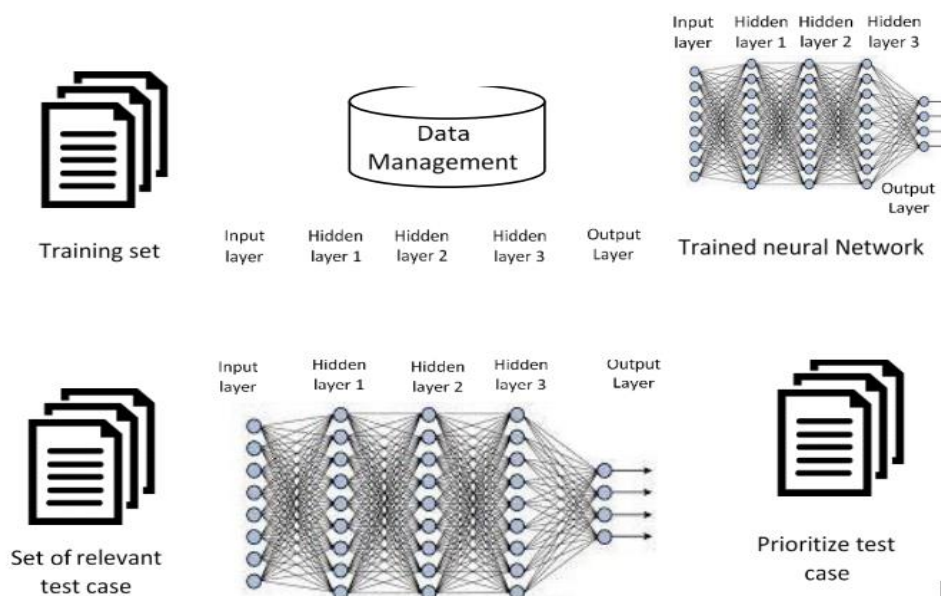 Input layer
Hidden layer 1
Hidden layer 2
Hidden layer 3
Output Layer
Data Management
Training set
Trained neural Network
Input layer
Hidden layer 1
Hidden layer 2
Hidden layer 3
Output Layer
Input layer
Hidden layer 1
Hidden layer 2
Hidden layer 3
Output Layer
Set of relevant test case
Prioritize test case